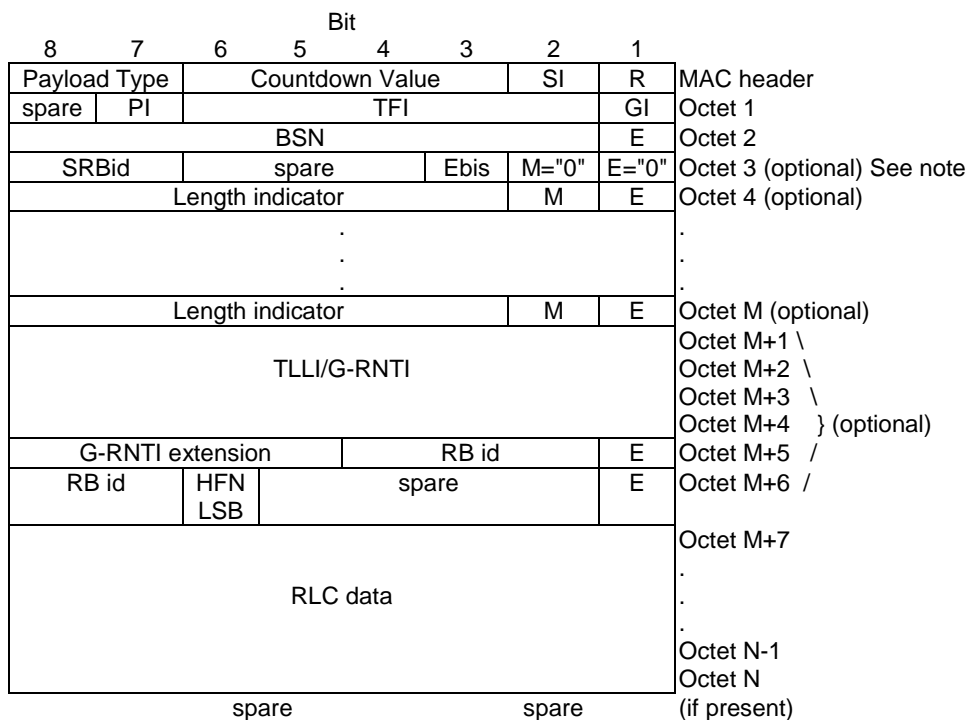 Bit
8 7 6 5 4 3 2 1
Payload Type Countdown Value SI R MAC header
spare PI TFI GI Octet 1
BSN E Octet 2
SRBid spare Ebis M="0" E="0" Octet 3 (optional) See note
Length indicator M E Octet 4 (optional)
. .
. .
. .
Length indicator M E Octet M (optional)
Octet M+1 \
TLLI/G-RNTI Octet M+2 \
Octet M+3 \
Octet M+4 } (optional)
G-RNTI extension RB id E Octet M+5 /
RB id HFN spare E Octet M+6 /
LSB
Octet M+7
.
RLC data .
.
Octet N-1
Octet N
spare spare (if present)